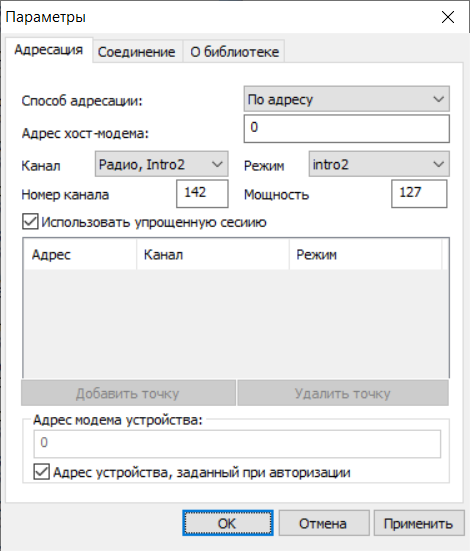 Параметры
Адресация Соединение О библиотеке
Способ адресации: По адресу
Адрес хост-модема: 0
Канал Радио, Intro2 Режим intro2
Номер канала 142 Мощность 127
Использовать упрощенную сесиию
Адрес Канал Режим
Добавить точку Удалить точку
Адрес модема устройства:
0
Адрес устройства, заданный при авторизации
OK Отмена Применить